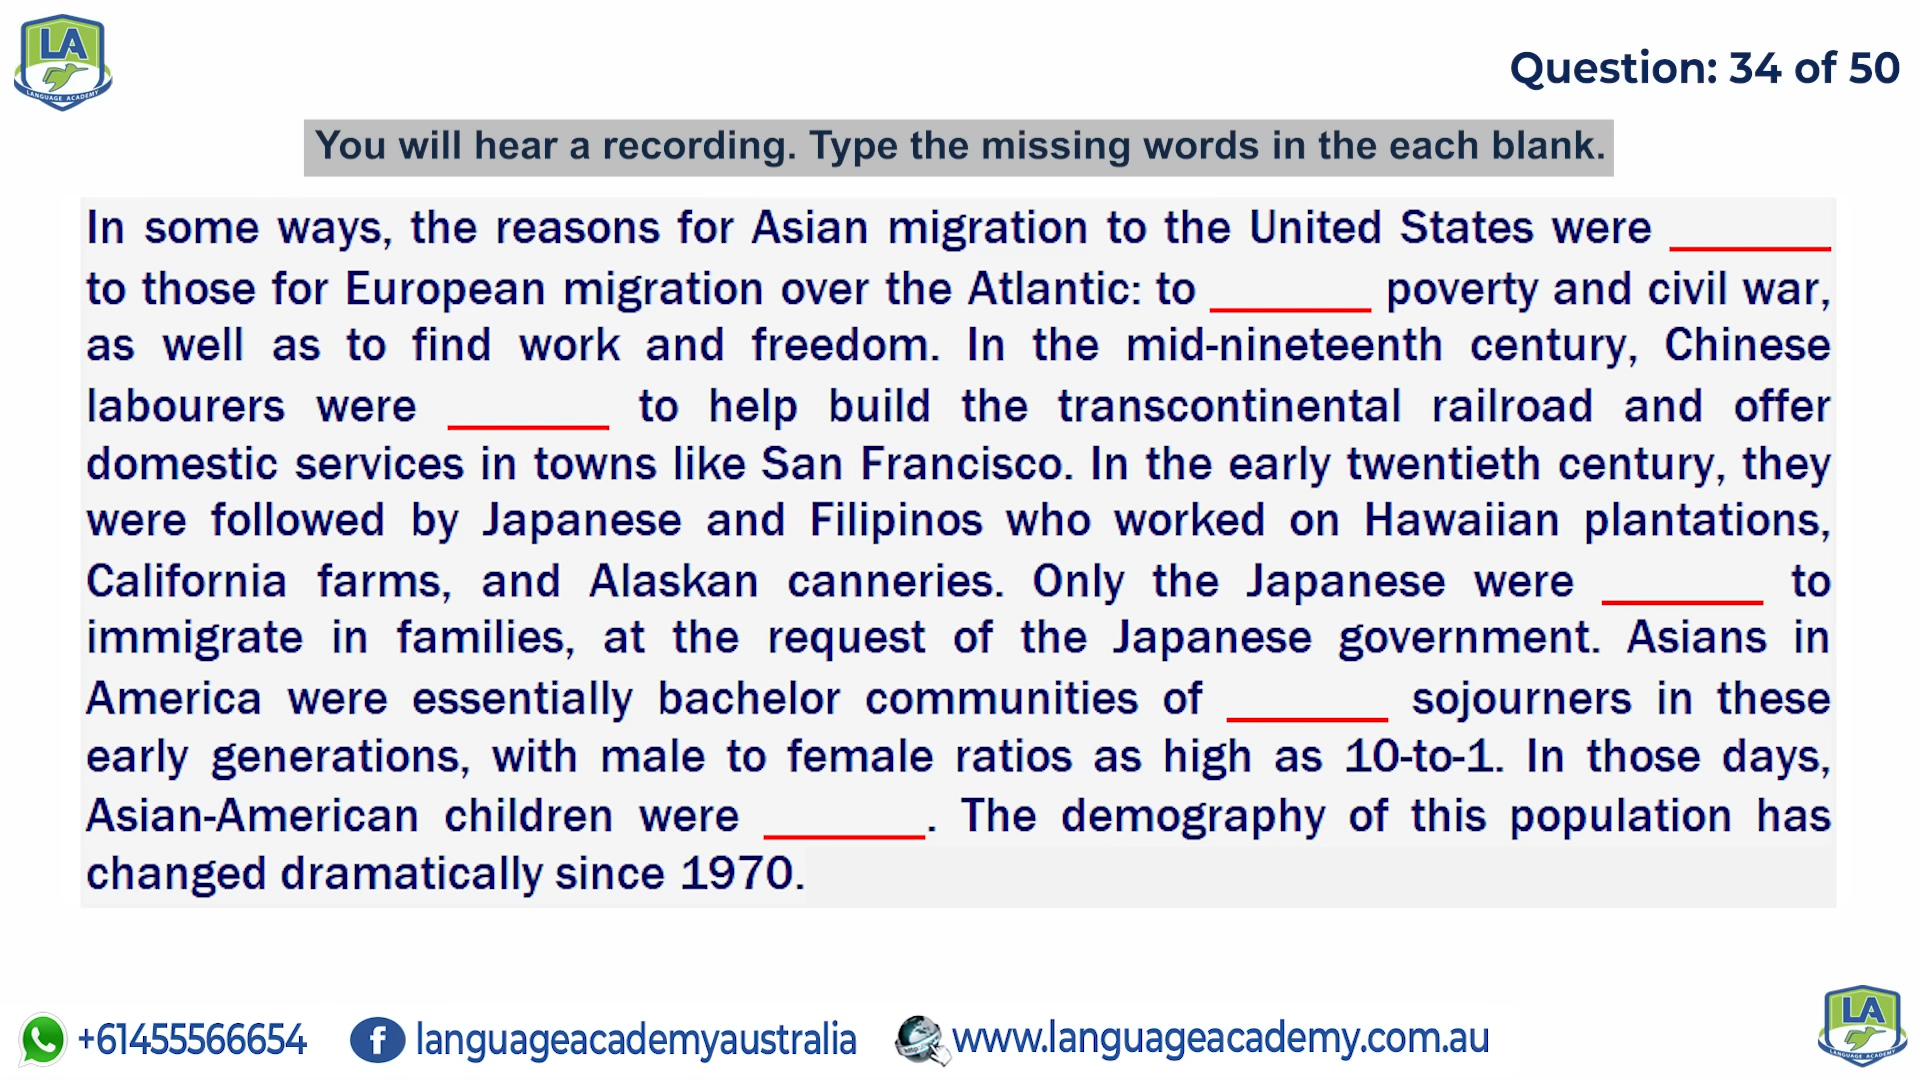 LA
LANGUAGE ACADEMY
Question: 34 of 50
You will hear a recording. Type the missing words in the each blank.
In some ways, the reasons for Asian migration to the United States were _______
to those for European migration over the Atlantic: to _______ poverty and civil war,
as well as to find work and freedom. In the mid-nineteenth century, Chinese
labourers were _______ to help build the transcontinental railroad and offer
domestic services in towns like San Francisco. In the early twentieth century, they
were followed by Japanese and Filipinos who worked on Hawaiian plantations,
California farms, and Alaskan canneries. Only the Japanese were _______ to
immigrate in families, at the request of the Japanese government. Asians in
America were essentially bachelor communities of _______ sojourners in these
early generations, with male to female ratios as high as 10-to-1. In those days,
Asian-American children were _______. The demography of this population has
changed dramatically since 1970.
+61455566654 languageacademyaustralia www.languageacademy.com.au
LA
LANGUAGE ACADEMY